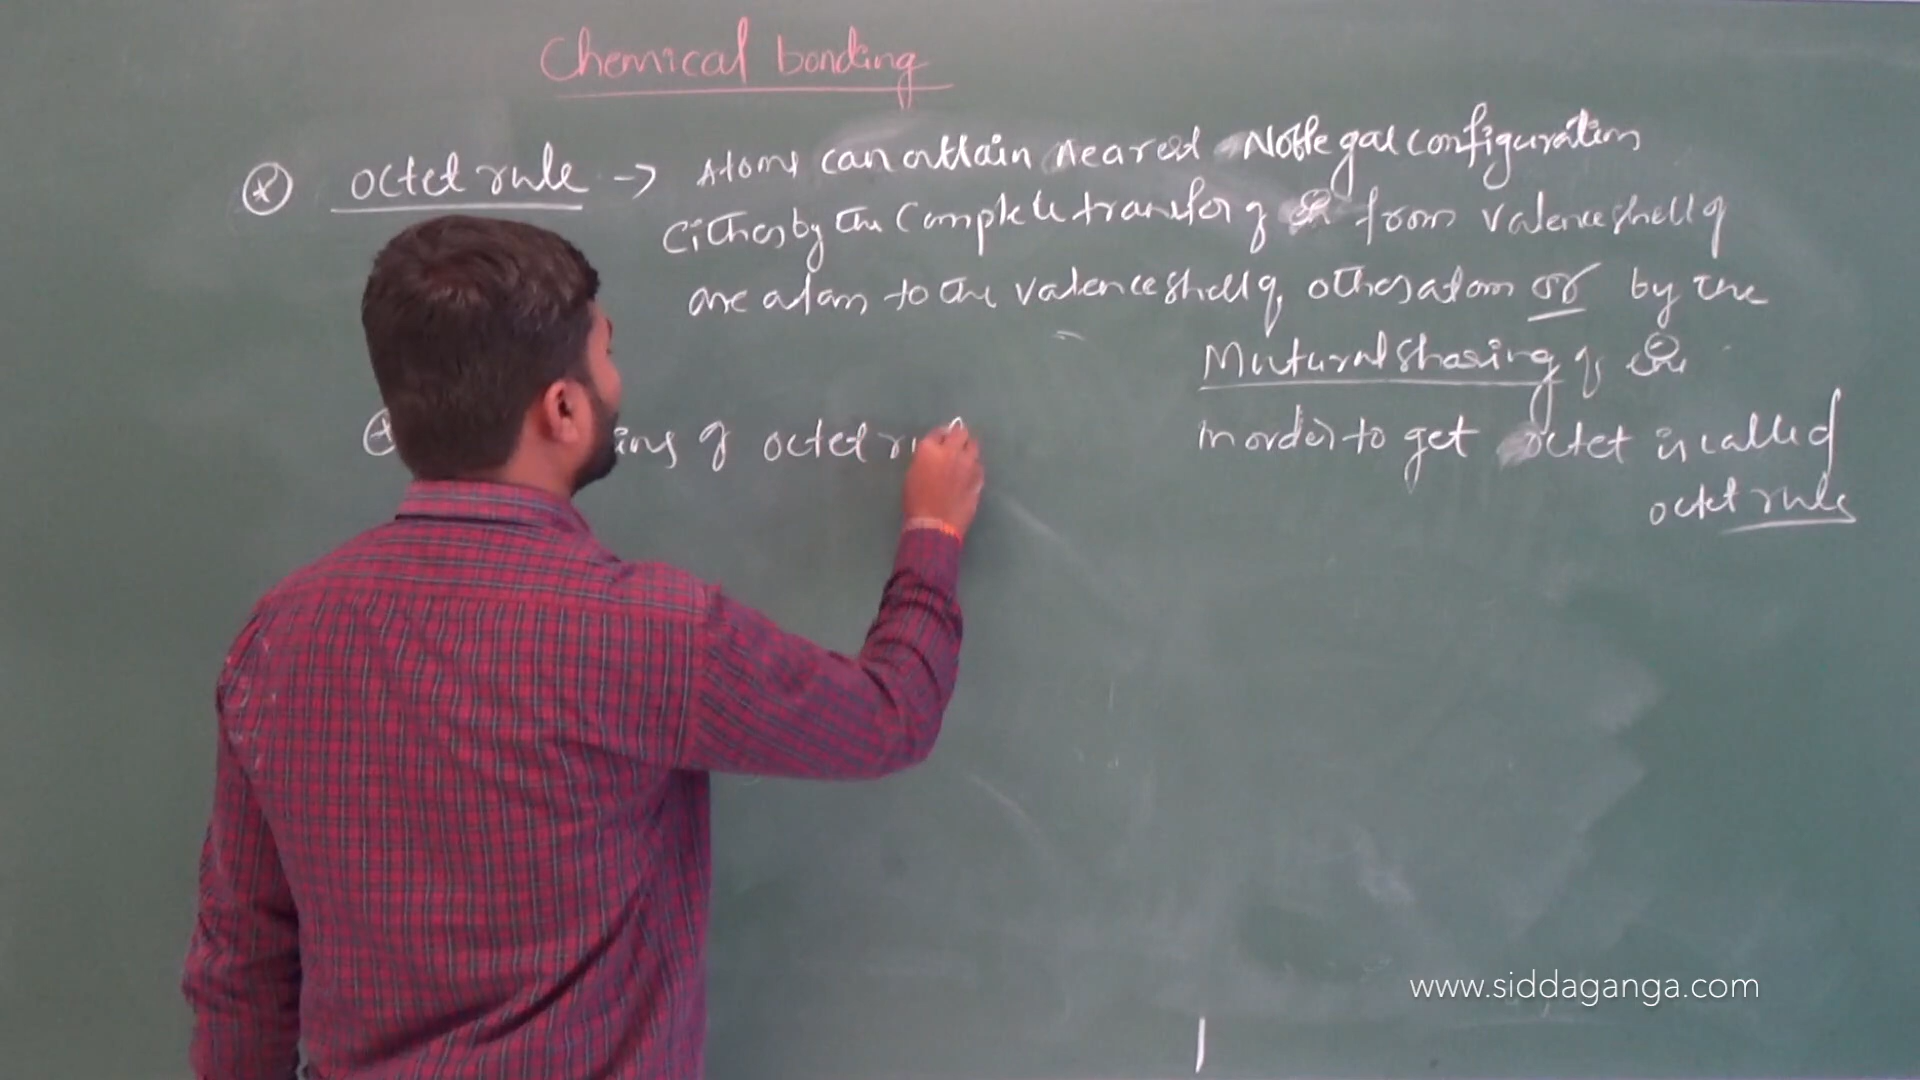 Chemical bonding
octet rule -> Atoms can attain nearest Noble gas configuration
either by the complete transfer of from valence shell of
one atom to the valence shell of other atom or by the
Mutural sharing of
in order to get octet is called
octet rule
of octet
www.siddaganga.com